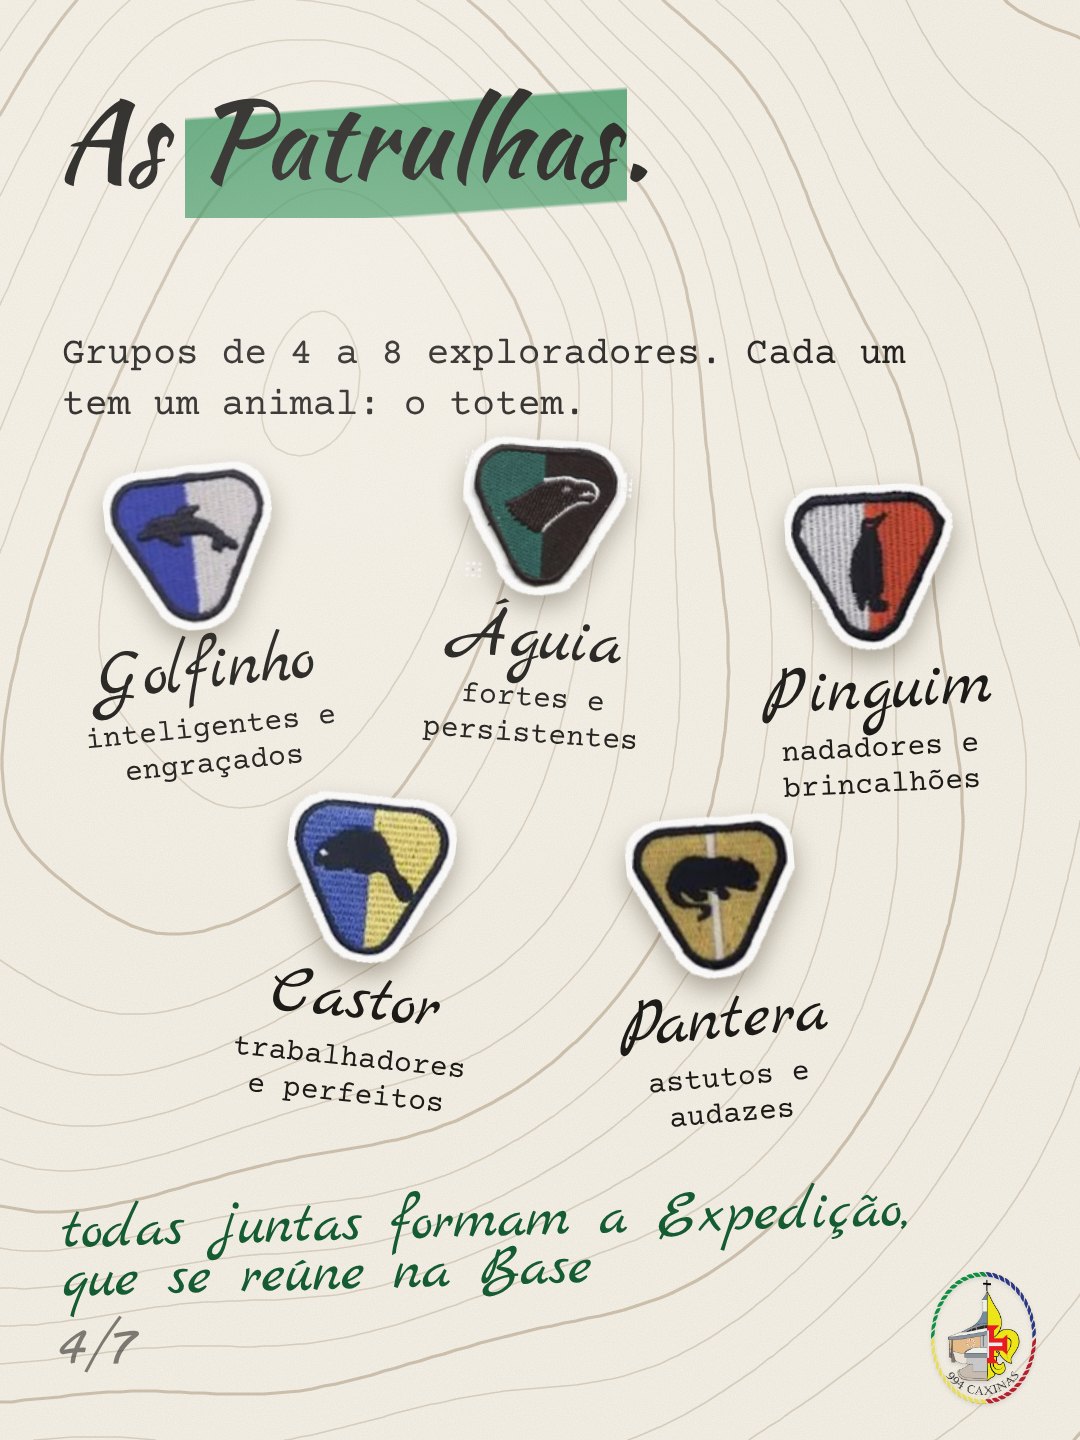 As Patrulhas.
Grupos de 4 a 8 exploradores. Cada um
tem um animal: o totem.
Golfinho
inteligentes e
engraçados
Águia
fortes e
persistentes
Pinguim
nadadores e
brincalhões
Castor
trabalhadores
e perfeitos
Pantera
astutos e
audazes
todas juntas formam a Expedição,
que se reúne na Base
4/7
994 CAXINAS